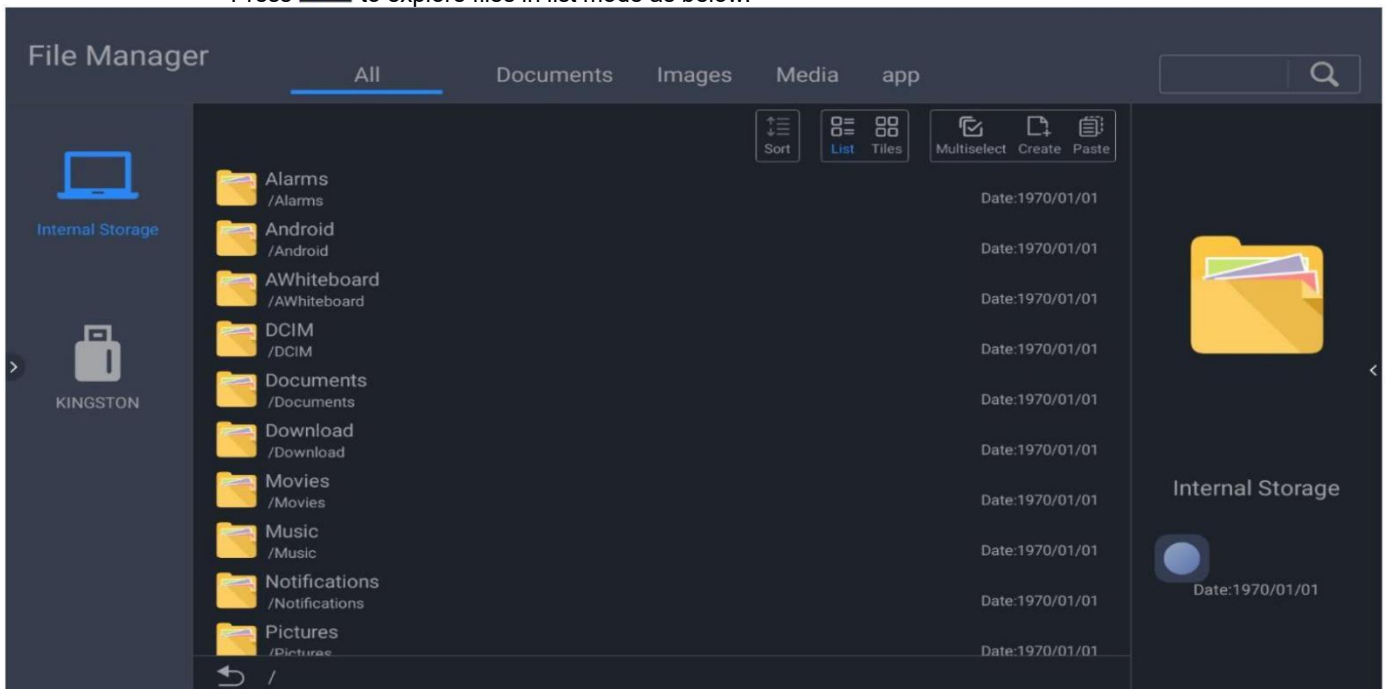 Press to explore files in list mode as below.
File Manager
All Documents Images Media app
Sort List Tiles Multiselect Create Paste
Internal Storage
KINGSTON
Alarms
/Alarms
Date:1970/01/01
Android
/Android
Date:1970/01/01
AWhiteboard
/AWhiteboard
Date:1970/01/01
DCIM
/DCIM
Date:1970/01/01
Documents
/Documents
Date:1970/01/01
Download
/Download
Date:1970/01/01
Movies
/Movies
Date:1970/01/01
Music
/Music
Date:1970/01/01
Notifications
/Notifications
Date:1970/01/01
Pictures
/Pictures
Date:1970/01/01
/
Internal Storage
Date:1970/01/01